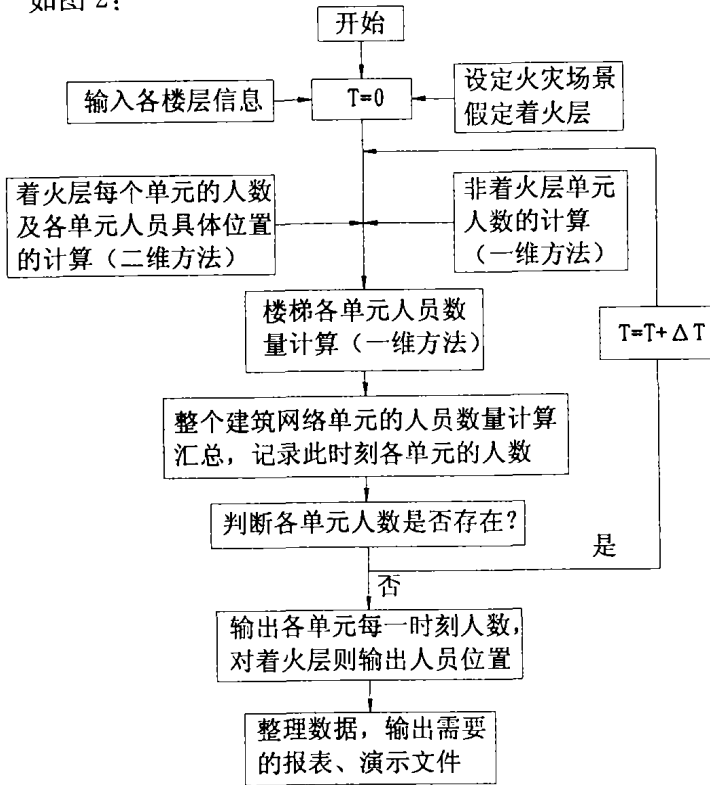 如图 2:
开始
输入各楼层信息
T=0
设定火灾场景
假定着火层
着火层每个单元的人数
及各单元人员具体位置
的计算（二维方法）
非着火层单元
人数的计算
（一维方法）
楼梯各单元人员数
量计算（一维方法）
T=T+ΔT
整个建筑网络单元的人员数量计算
汇总，记录此时刻各单元的人数
判断各单元人数是否存在?
是
否
输出各单元每一时刻人数，
对着火层则输出人员位置
整理数据，输出需要
的报表、演示文件